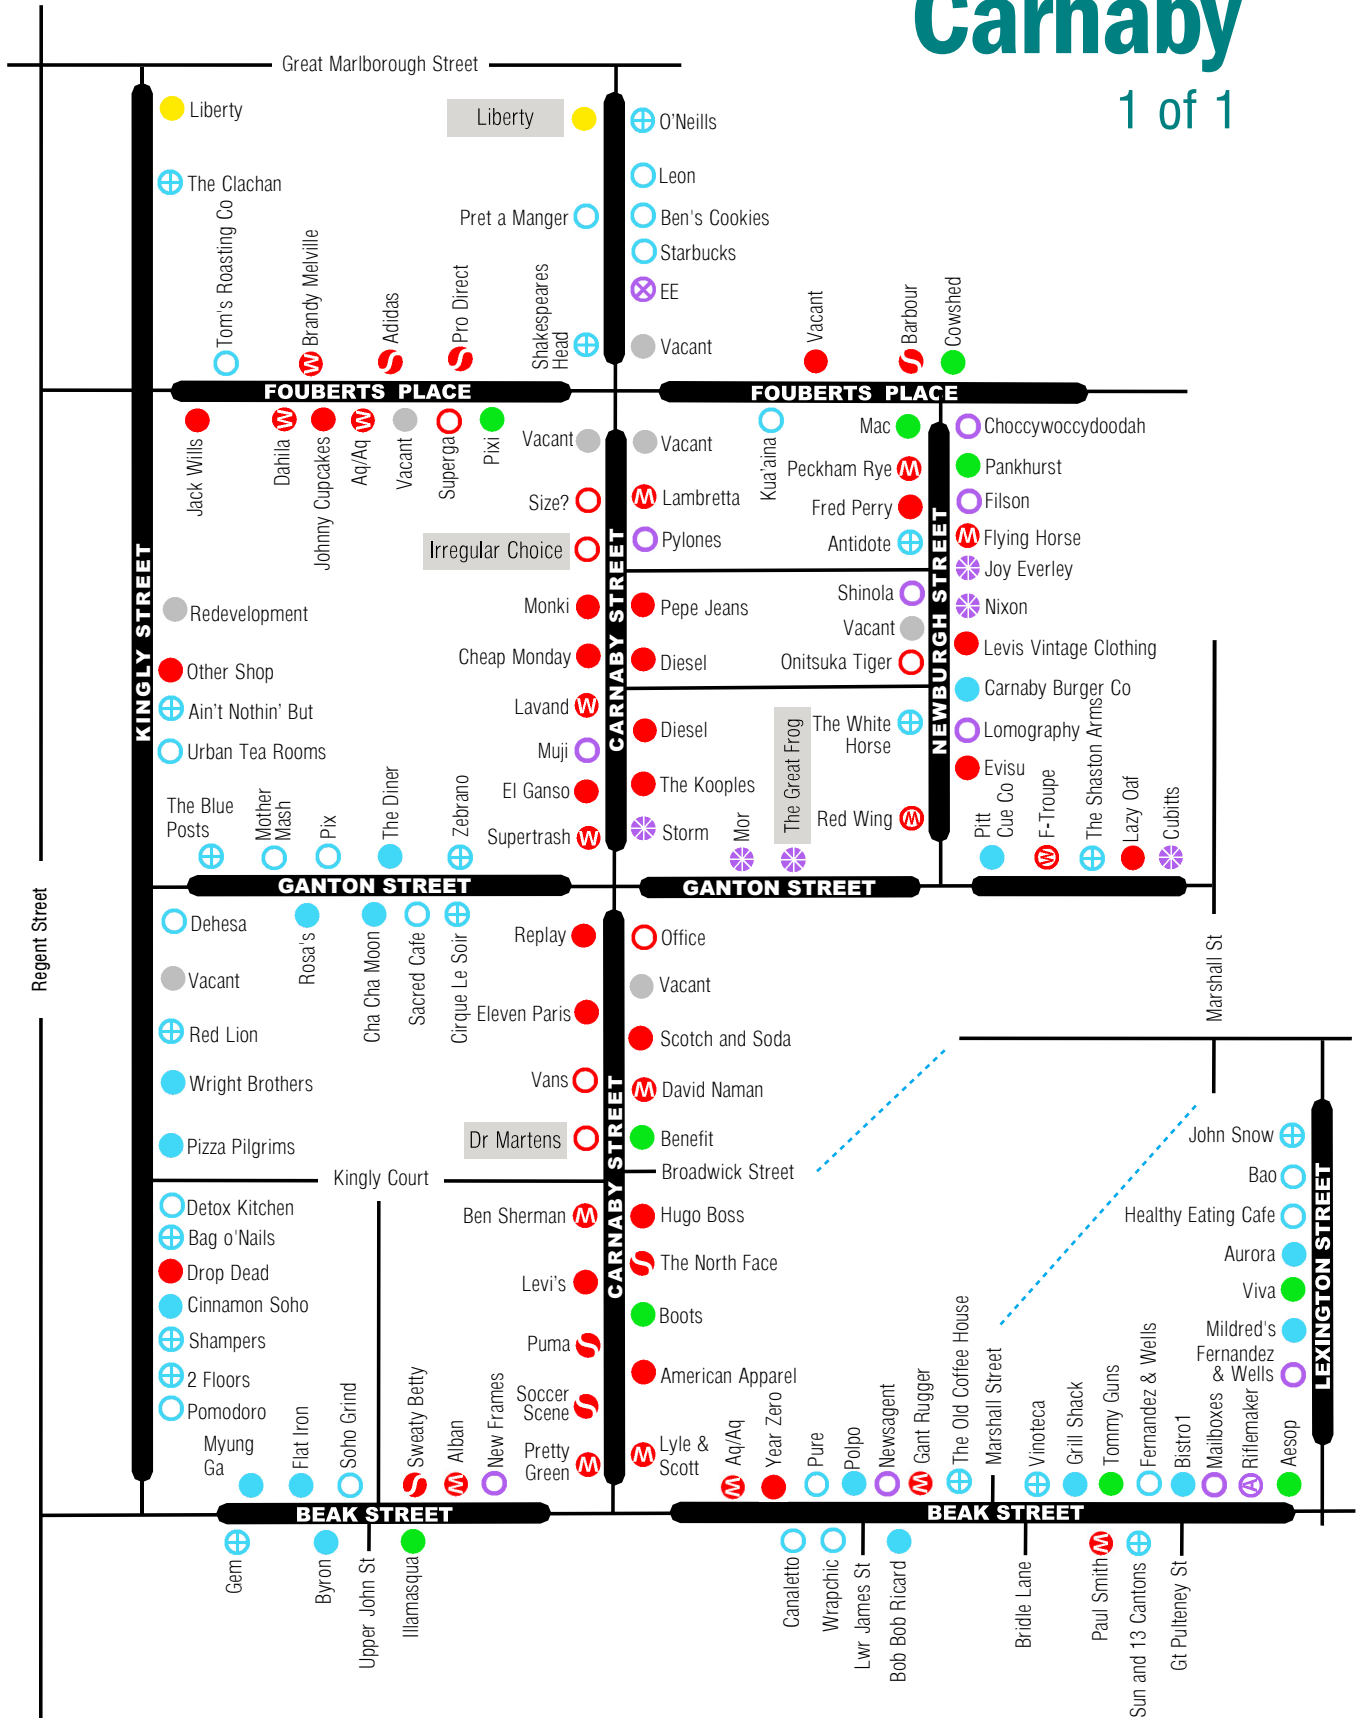 Carnaby
1 of 1
Great Marlborough Street
Liberty
Liberty
O'Neills
The Clachan
Leon
Pret a Manger
Ben's Cookies
Starbucks
EE
Vacant
Tom's Roasting Co
Brandy Melville
Adidas
Pro Direct
Shakespeares
Head
Vacant
Barbour
Cowshed
FOUBERTS PLACE
FOUBERTS PLACE
Jack Wills
Dahlia
Johnny Cupcakes
Aq/Aq
Vacant
Superga
Pixi
Vacant
Vacant
Kua'aina
Mac
Choccywoccydoodah
Peckham Rye
Pankhurst
Size?
Lambretta
Fred Perry
Filson
Irregular Choice
Pylones
Antidote
Flying Horse
Joy Everley
KINGLY STREET
CARNABY STREET
NEWBURGH STREET
Redevelopment
Monki
Pepe Jeans
Shinola
Nixon
Vacant
Other Shop
Cheap Monday
Diesel
Onitsuka Tiger
Levis Vintage Clothing
Ain't Nothin' But
Lavand
Carnaby Burger Co
Urban Tea Rooms
Muji
Diesel
The White
Horse
Lomography
El Ganso
The Kooples
Evisu
Supertrash
Storm
Red Wing
The Blue
Posts
Mother
Mash
Pix
The Diner
Zebrano
Mor
The Great Frog
Pitt
Cue Co
F-Troupe
The Shaston Arms
Lazy Oaf
Cubitts
GANTON STREET
GANTON STREET
Regent Street
Dehesa
Rosa's
Cha Cha Moon
Sacred Cafe
Cirque Le Soir
Replay
Office
Vacant
Vacant
Marshall St
Red Lion
Eleven Paris
Scotch and Soda
Wright Brothers
Vans
David Naman
Pizza Pilgrims
Dr Martens
Benefit
CARNABY STREET
Kingly Court
Broadwick Street
John Snow
Bao
LEXINGTON STREET
Detox Kitchen
Ben Sherman
Hugo Boss
Healthy Eating Cafe
Bag o'Nails
Aurora
Drop Dead
Levi's
The North Face
Viva
Cinnamon Soho
Boots
Mildred's
Shampers
Puma
Fernandez
& Wells
2 Floors
American Apparel
Pomodoro
Soccer
Scene
Pretty
Green
Lyle &
Scott
Myung
Ga
Flat Iron
Soho Grind
Sweaty Betty
Alban
New Frames
Aq/Aq
Year Zero
Pure
Polpo
Newsagent
Gant Rugger
The Old Coffee House
Marshall Street
Vinoteca
Grill Shack
Tommy Guns
Fernandez & Wells
Bistro1
Mailboxes
Riflemaker
Aesop
BEAK STREET
BEAK STREET
Gem
Byron
Upper John St
Illamasqua
Canaletto
Wrapchic
Lwr James St
Bob Bob Ricard
Bridle Lane
Paul Smith
Sun and 13 Cantons
Gt Pulteney St